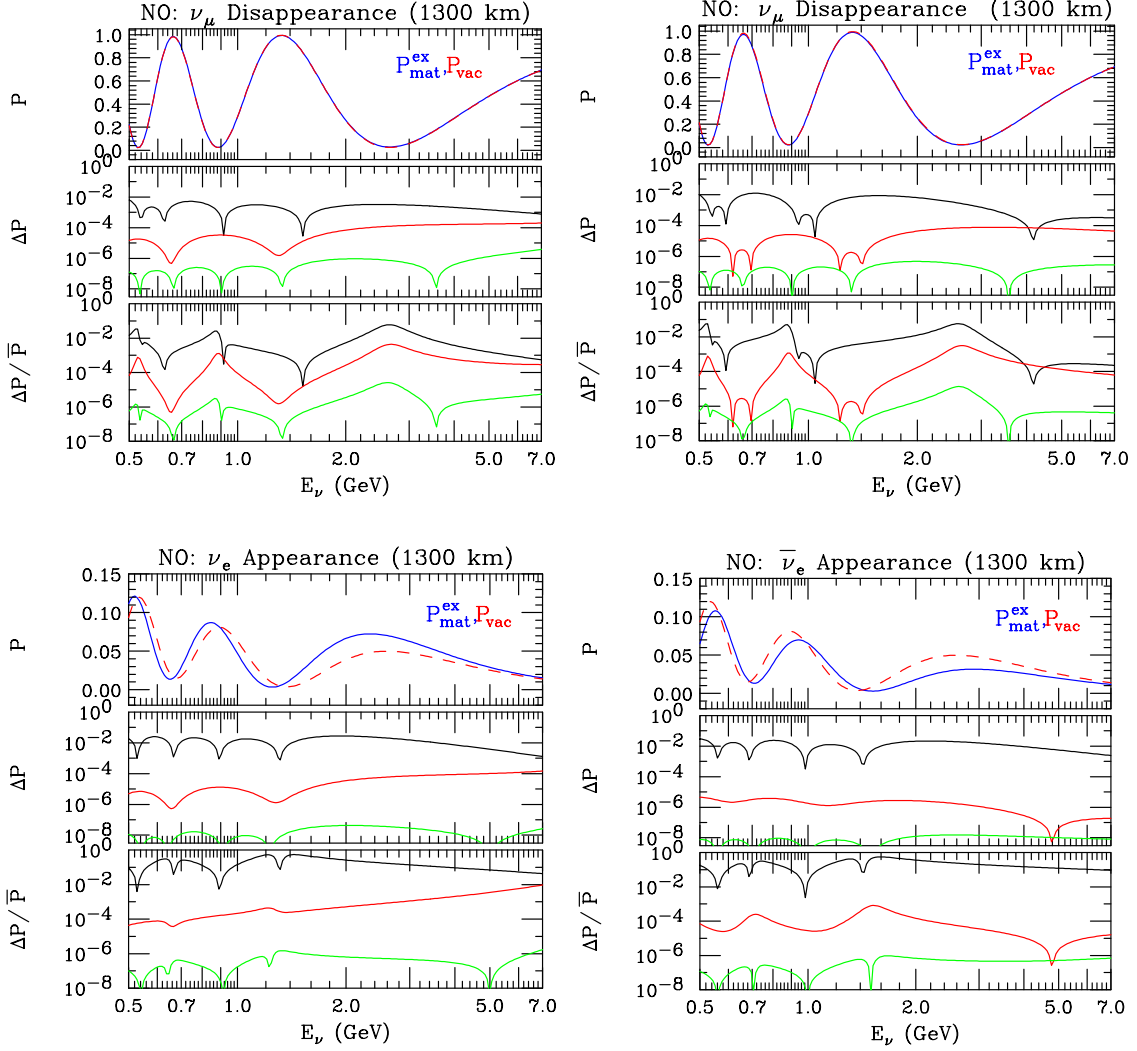 NO: ν_μ Disappearance (1300 km)
P
1.0
0.8
0.6
0.4
0.2
0.0
P^ex_mat,P_vac
ΔP
10^0
10^−2
10^−4
10^−6
10^−8
ΔP/P̅
10^0
10^−2
10^−4
10^−6
10^−8
0.5 0.7 1.0 2.0 5.0 7.0
E_ν (GeV)
NO: ν_μ Disappearance (1300 km)
P
1.0
0.8
0.6
0.4
0.2
0.0
P^ex_mat,P_vac
ΔP
10^0
10^−2
10^−4
10^−6
10^−8
ΔP/P̅
10^0
10^−2
10^−4
10^−6
10^−8
0.5 0.7 1.0 2.0 5.0 7.0
E_ν (GeV)
NO: ν_e Appearance (1300 km)
P
0.15
0.10
0.05
0.00
P^ex_mat,P_vac
ΔP
10^0
10^−2
10^−4
10^−6
10^−8
ΔP/P̅
10^0
10^−2
10^−4
10^−6
10^−8
0.5 0.7 1.0 2.0 5.0 7.0
E_ν (GeV)
NO: ν̅_e Appearance (1300 km)
P
0.15
0.10
0.05
0.00
P^ex_mat,P_vac
ΔP
10^0
10^−2
10^−4
10^−6
10^−8
ΔP/P̅
10^0
10^−2
10^−4
10^−6
10^−8
0.5 0.7 1.0 2.0 5.0 7.0
E_ν (GeV)